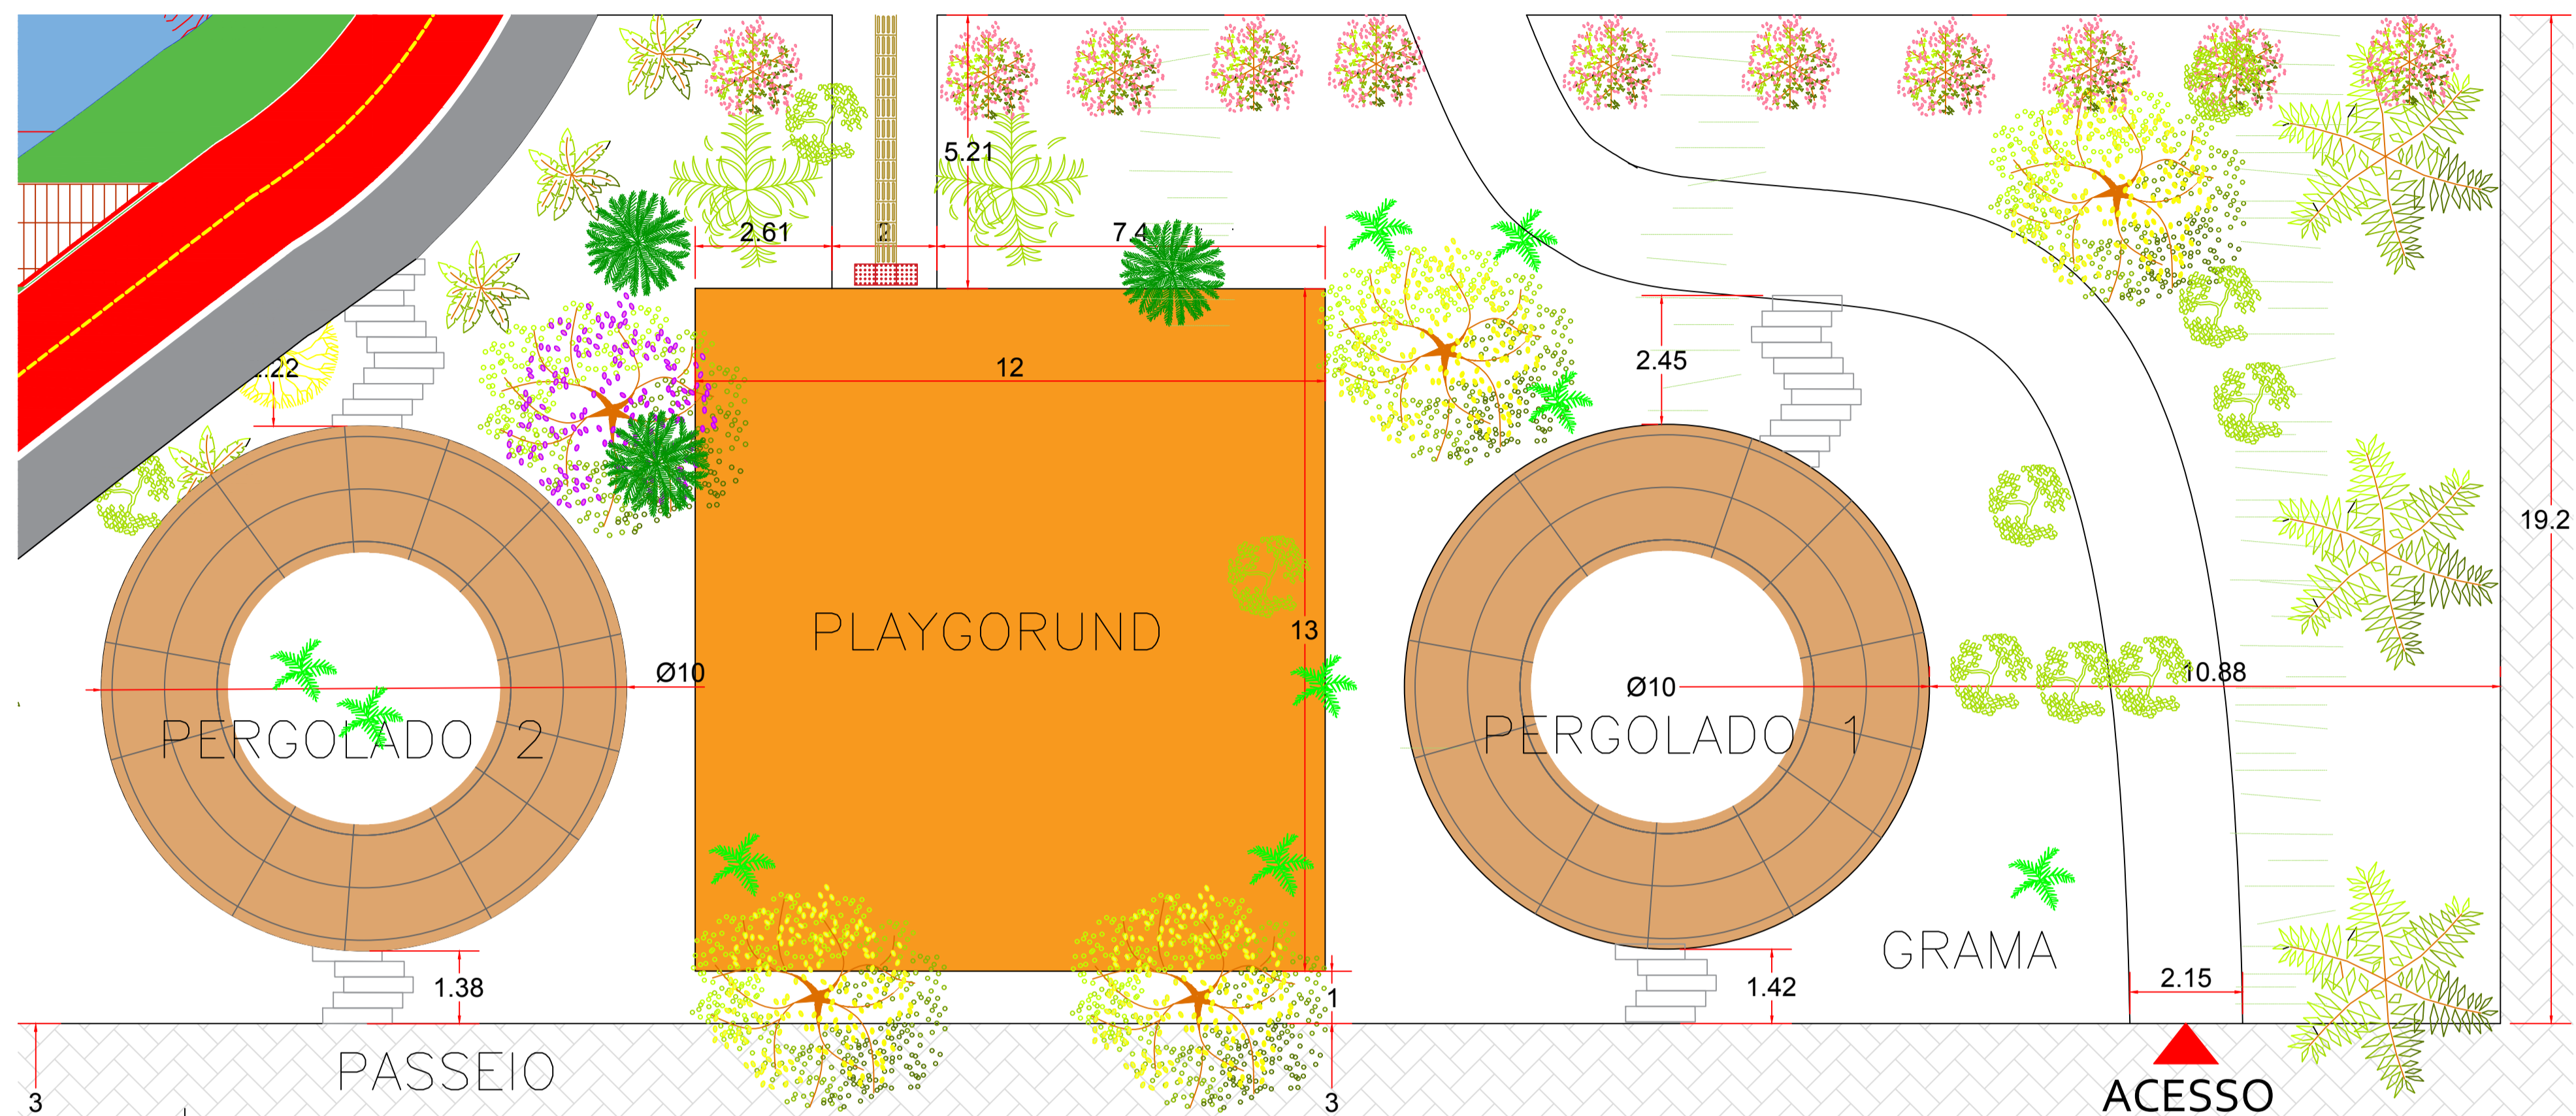 5.21
2.61
2
7.4
2.45
12
19.2
13
PLAYGORUND
Ø10
Ø10
10.88
PERGOLADO 2
PERGOLADO 1
GRAMA
1.38
1.42
2.15
1
PASSEIO
ACESSO
3
3